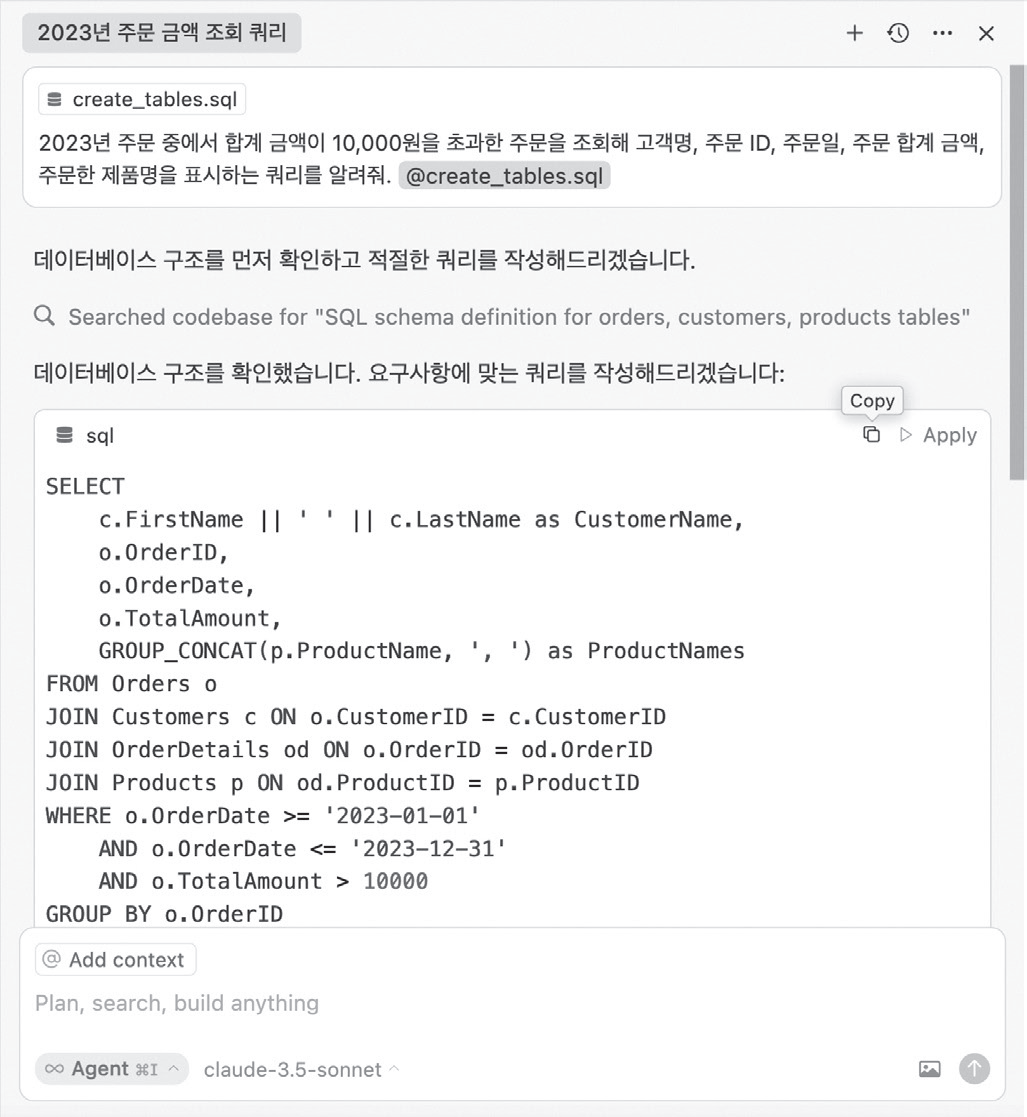 2023년 주문 금액 조회 쿼리
create_tables.sql
2023년 주문 중에서 합계 금액이 10,000원을 초과한 주문을 조회해 고객명, 주문 ID, 주문일, 주문 합계 금액,
주문한 제품명을 표시하는 쿼리를 알려줘. @create_tables.sql
데이터베이스 구조를 먼저 확인하고 적절한 쿼리를 작성해드리겠습니다.
Searched codebase for "SQL schema definition for orders, customers, products tables"
데이터베이스 구조를 확인했습니다. 요구사항에 맞는 쿼리를 작성해드리겠습니다:
Copy
sql Apply
SELECT
    c.FirstName || ' ' || c.LastName as CustomerName,
    o.OrderID,
    o.OrderDate,
    o.TotalAmount,
    GROUP_CONCAT(p.ProductName, ', ') as ProductNames
FROM Orders o
JOIN Customers c ON o.CustomerID = c.CustomerID
JOIN OrderDetails od ON o.OrderID = od.OrderID
JOIN Products p ON od.ProductID = p.ProductID
WHERE o.OrderDate >= '2023-01-01'
    AND o.OrderDate <= '2023-12-31'
    AND o.TotalAmount > 10000
GROUP BY o.OrderID
@ Add context
Plan, search, build anything
∞ Agent ⌘I claude-3.5-sonnet